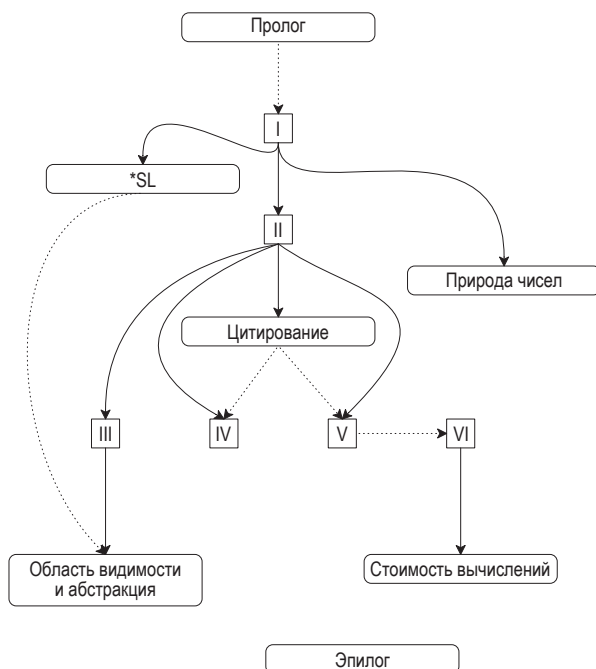 Пролог
I
*SL
II
Природа чисел
Цитирование
III
IV
V
VI
Область видимости
и абстракция
Стоимость вычислений
Эпилог